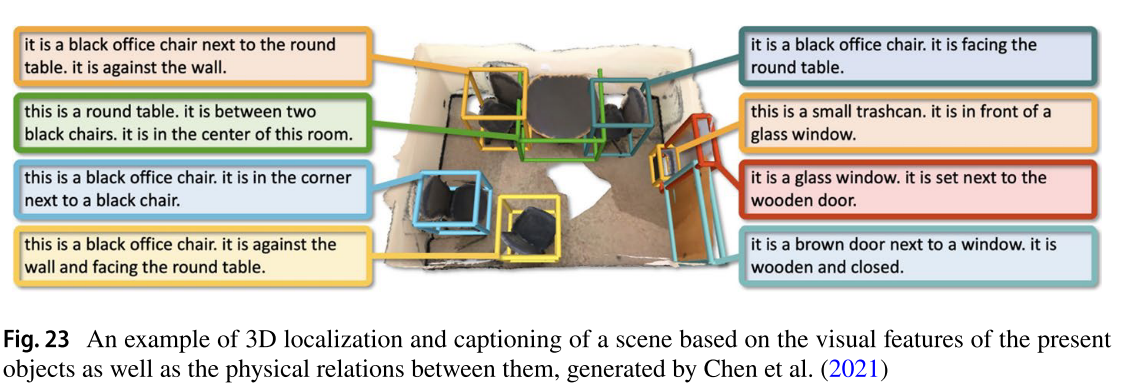 it is a black office chair next to the round
table. it is against the wall.
this is a round table. it is between two
black chairs. it is in the center of this room.
this is a black office chair. it is in the corner
next to a black chair.
this is a black office chair. it is against the
wall and facing the round table.
it is a black office chair. it is facing the
round table.
this is a small trashcan. it is in front of a
glass window.
it is a glass window. it is set next to the
wooden door.
it is a brown door next to a window. it is
wooden and closed.
Fig. 23 An example of 3D localization and captioning of a scene based on the visual features of the present
objects as well as the physical relations between them, generated by Chen et al. (2021)